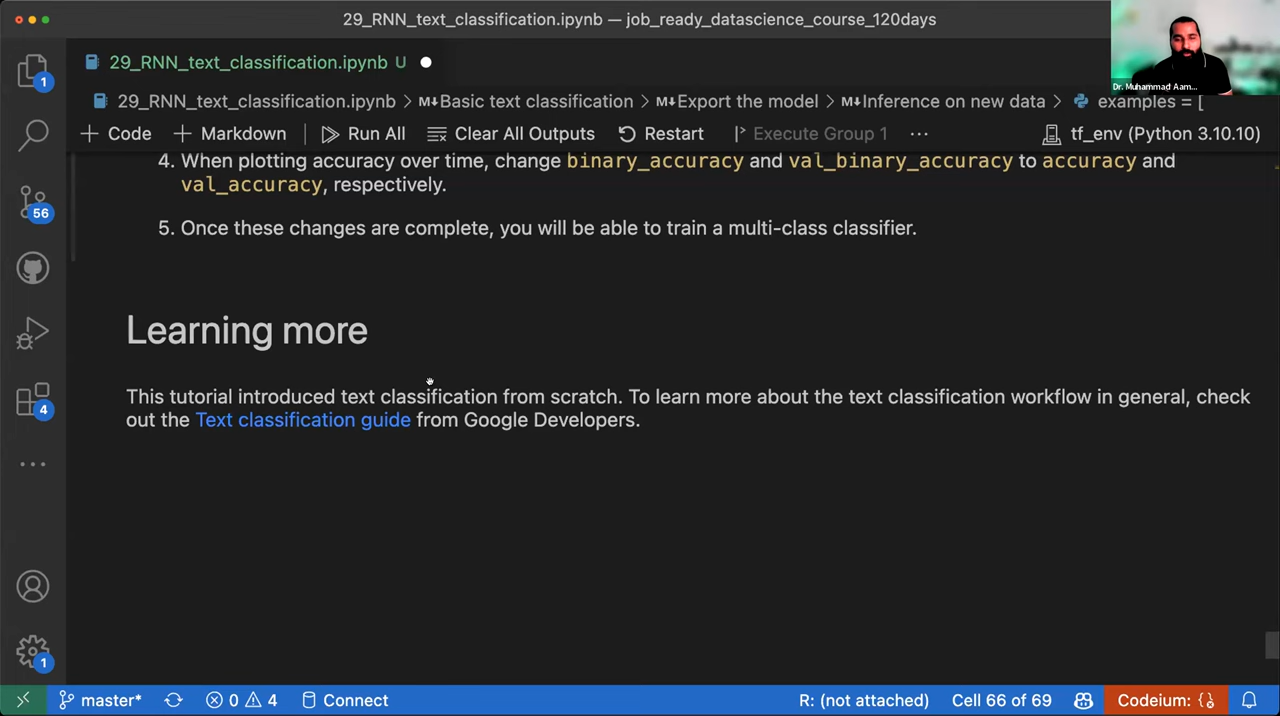 29_RNN_text_classification.ipynb — job_ready_datascience_course_120days
Dr. Muhammad Aam...
29_RNN_text_classification.ipynb U
29_RNN_text_classification.ipynb > M↓Basic text classification > M↓Export the model > M↓Inference on new data > examples = [
+ Code + Markdown | Run All Clear All Outputs Restart Execute Group 1 ... tf_env (Python 3.10.10)
4. When plotting accuracy over time, change binary_accuracy and val_binary_accuracy to accuracy and
val_accuracy, respectively.
5. Once these changes are complete, you will be able to train a multi-class classifier.
Learning more
This tutorial introduced text classification from scratch. To learn more about the text classification workflow in general, check
out the Text classification guide from Google Developers.
1
56
4
1
master* 0 4 Connect R: (not attached) Cell 66 of 69 Codeium: {}